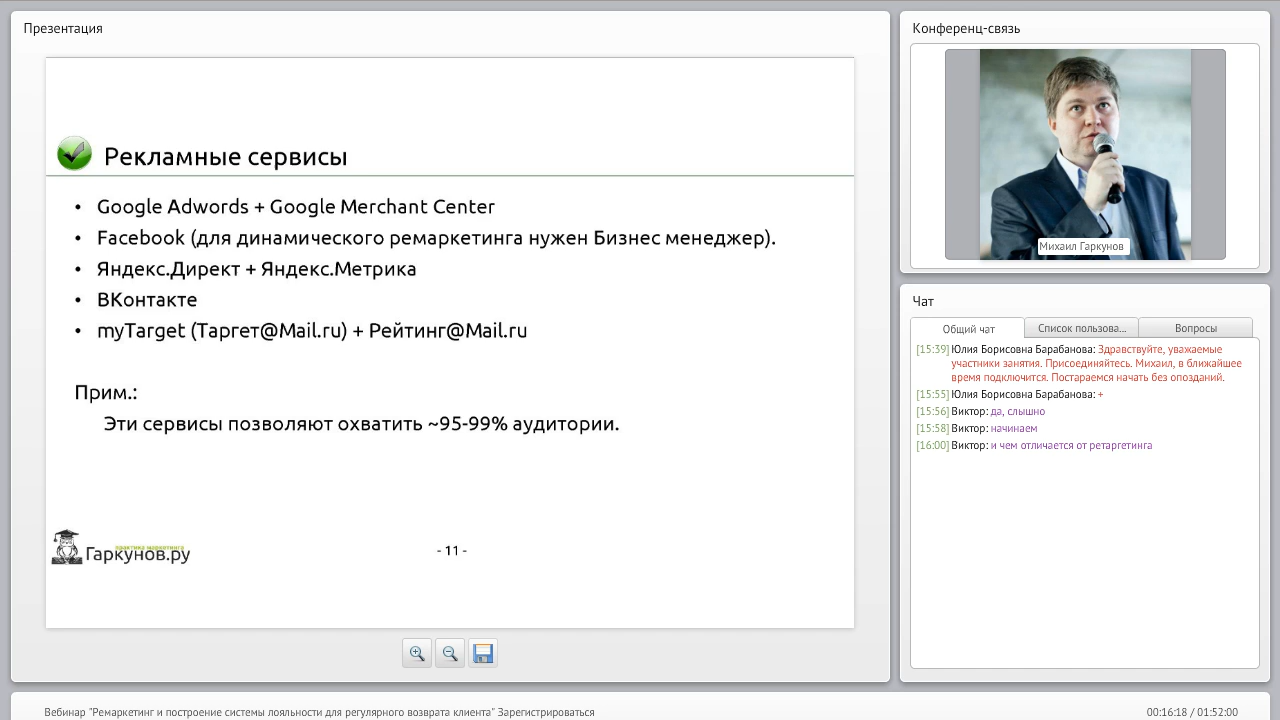 Презентация
Рекламные сервисы
• Google Adwords + Google Merchant Center
• Facebook (для динамического ремаркетинга нужен Бизнес менеджер).
• Яндекс.Директ + Яндекс.Метрика
• ВКонтакте
• myTarget (Таргет@Mail.ru) + Рейтинг@Mail.ru
Прим.:
Эти сервисы позволяют охватить ~95-99% аудитории.
практика маркетинга
Гаркунов.ру
- 11 -
Конференц-связь
Михаил Гаркунов
Чат
Общий чат
Список пользова...
Вопросы
[15:39] Юлия Борисовна Барабанова: Здравствуйте, уважаемые
участники занятия. Присоединяйтесь. Михаил, в ближайшее
время подключится. Постараемся начать без опозданий.
[15:55] Юлия Борисовна Барабанова: +
[15:56] Виктор: да, слышно
[15:58] Виктор: начинаем
[16:00] Виктор: и чем отличается от ретаргетинга
Вебинар "Ремаркетинг и построение системы лояльности для регулярного возврата клиента" Зарегистрироваться
00:16:18 / 01:52:00